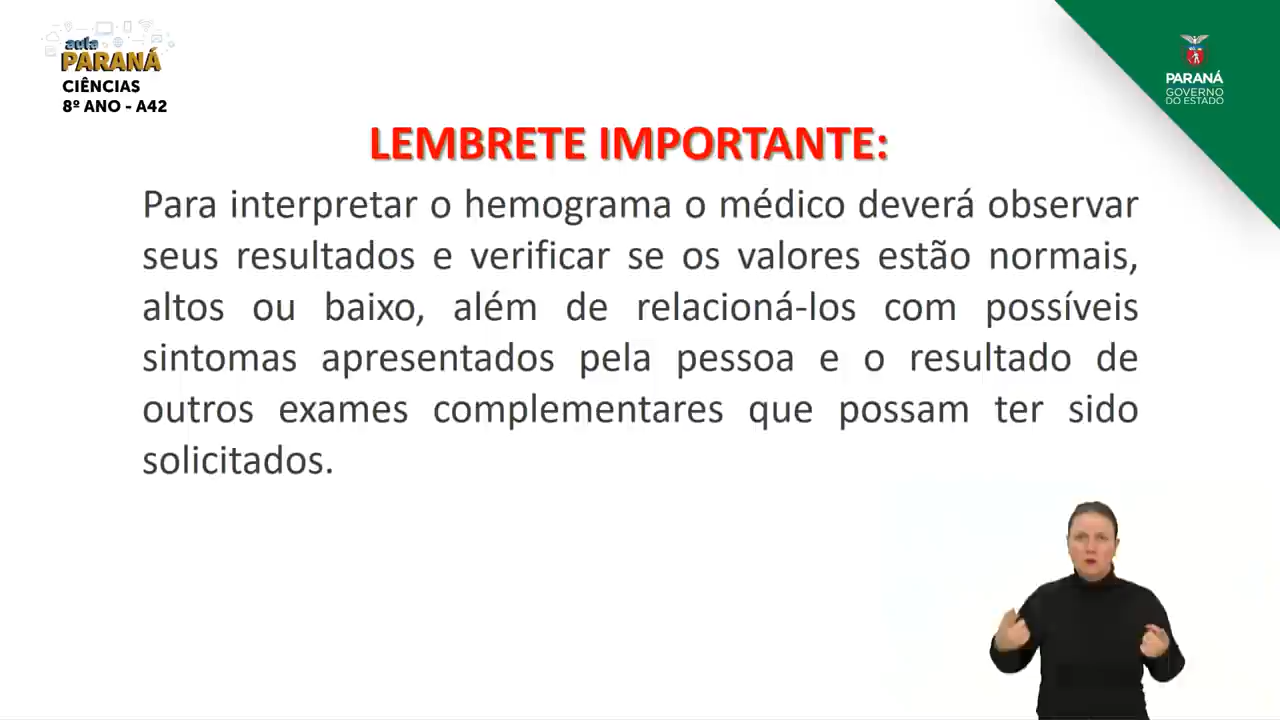 aula
PARANÁ
CIÊNCIAS
8º ANO - A42
PARANÁ
GOVERNO
DO ESTADO
LEMBRETE IMPORTANTE:
Para interpretar o hemograma o médico deverá observar
seus resultados e verificar se os valores estão normais,
altos ou baixo, além de relacioná-los com possíveis
sintomas apresentados pela pessoa e o resultado de
outros exames complementares que possam ter sido
solicitados.